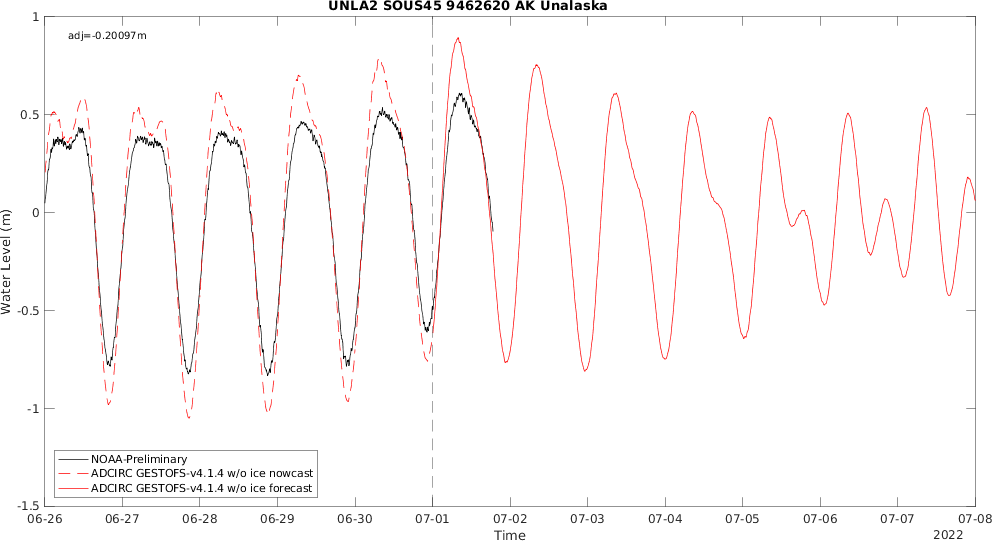 UNLA2 SOUS45 9462620 AK Unalaska
adj=-0.20097m
Water Level (m)
1
0.5
0
-0.5
-1
-1.5
NOAA-Preliminary
ADCIRC GESTOFS-v4.1.4 w/o ice nowcast
ADCIRC GESTOFS-v4.1.4 w/o ice forecast
06-26 06-27 06-28 06-29 06-30 07-01 07-02 07-03 07-04 07-05 07-06 07-07 07-08
Time
2022